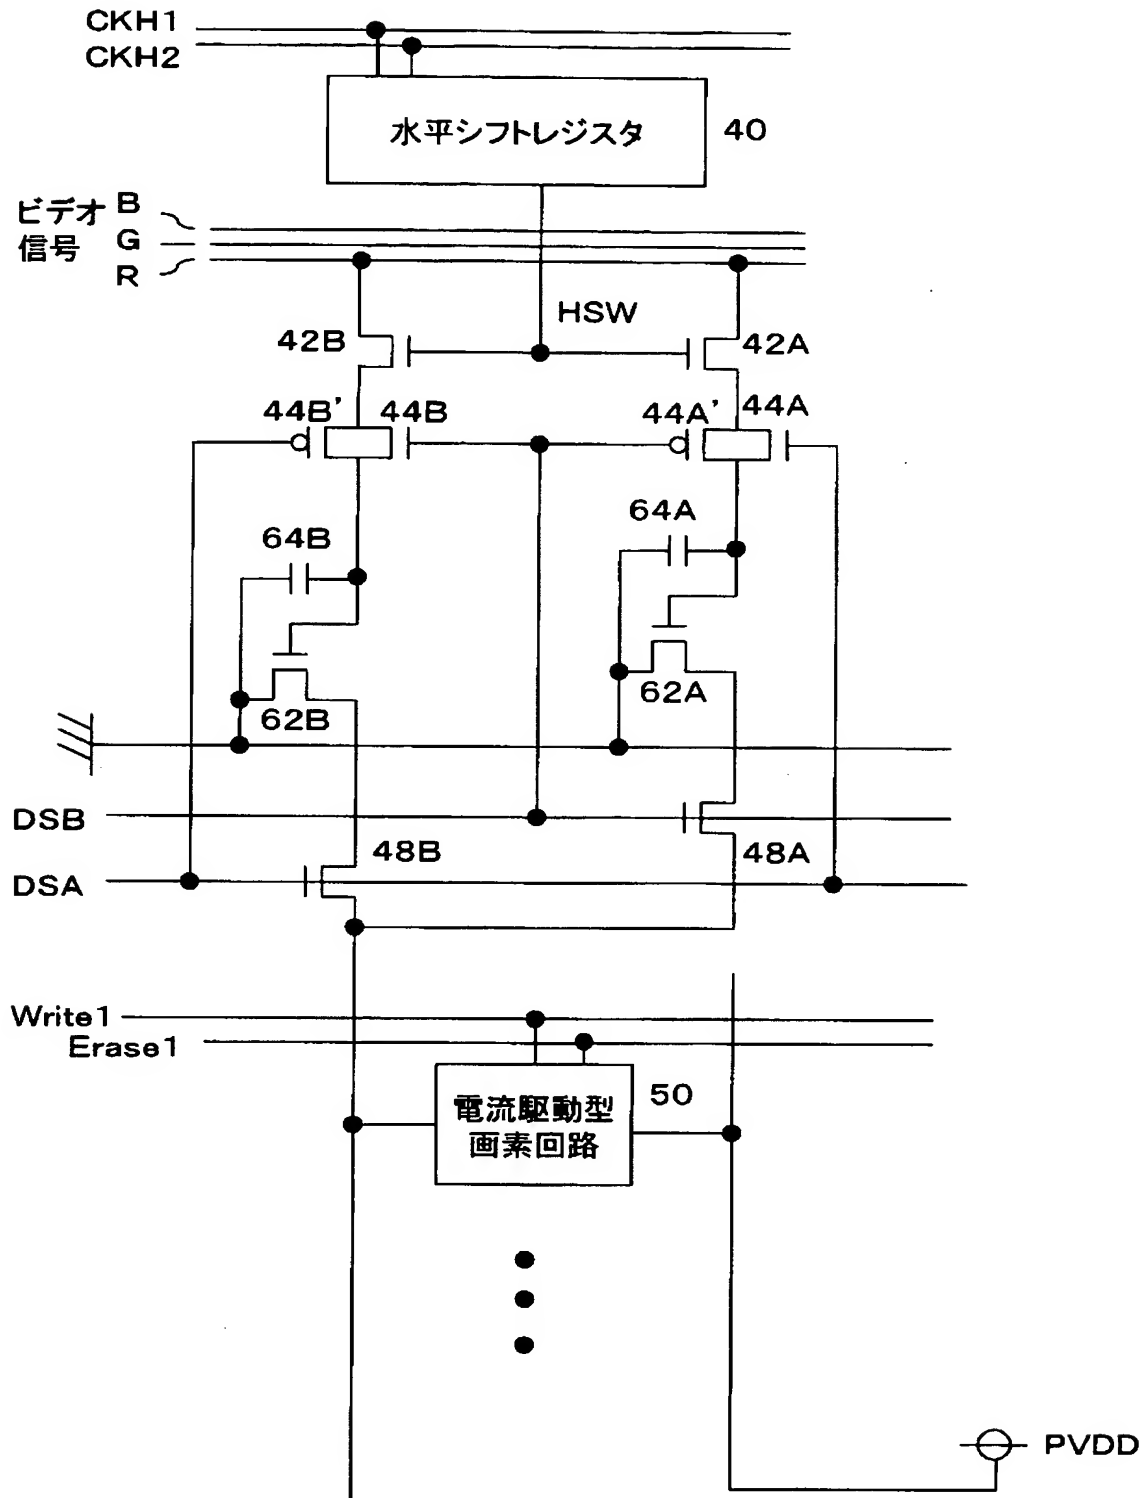 CKH1
CKH2
水平シフトレジスタ
40
ビデオ
信号
B
G
R
HSW
42B
42A
44B'
44B
44A'
44A
64B
64A
62B
62A
DSB
48B
48A
DSA
Write1
Erase1
電流駆動型
画素回路
50
PVDD